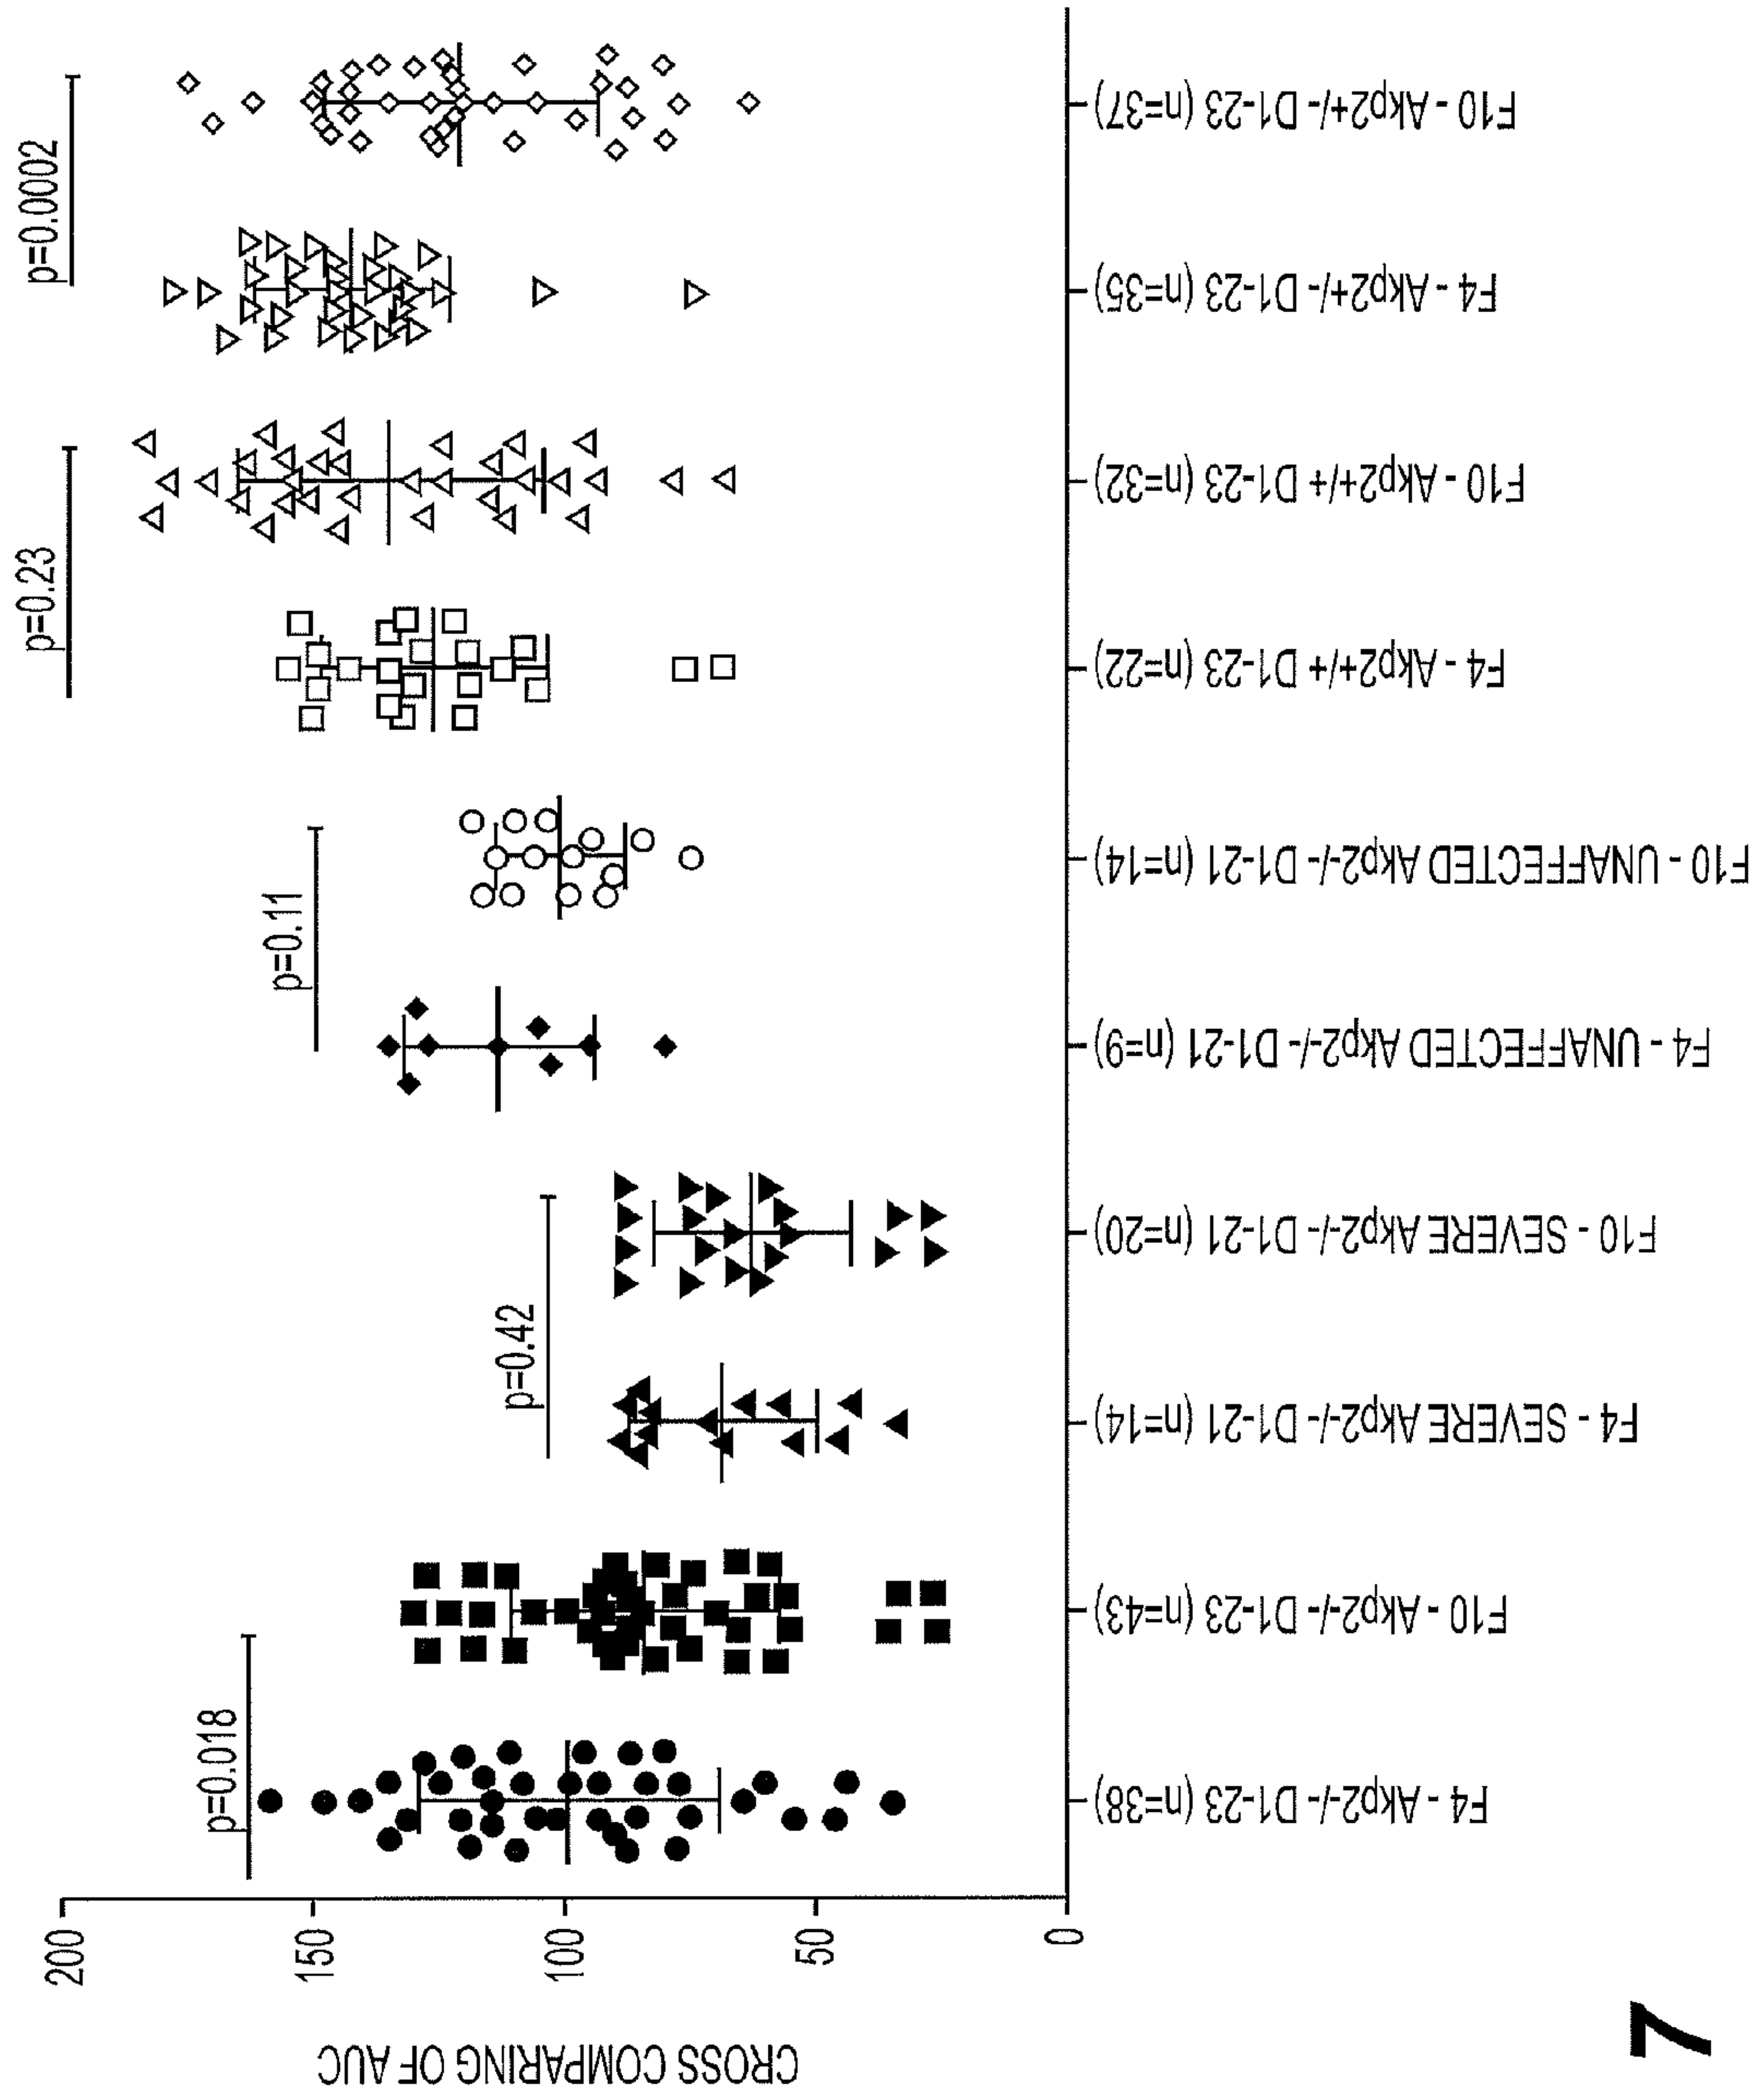 CROSS COMPARING OF AUC
200
150
100
50
0
p=0.018
p=0.42
p=0.11
p=0.23
p=0.0002
F4 - Akp2-/- D1-23 (n=38)
F10 - Akp2-/- D1-23 (n=43)
F4 - SEVERE Akp2-/- D1-21 (n=14)
F10 - SEVERE Akp2-/- D1-21 (n=20)
F4 - UNAFFECTED Akp2-/- D1-21 (n=9)
F10 - UNAFFECTED Akp2-/- D1-21 (n=14)
F4 - Akp2+/+ D1-23 (n=22)
F10 - Akp2+/+ D1-23 (n=32)
F4 - Akp2+/- D1-23 (n=35)
F10 - Akp2+/- D1-23 (n=37)
7